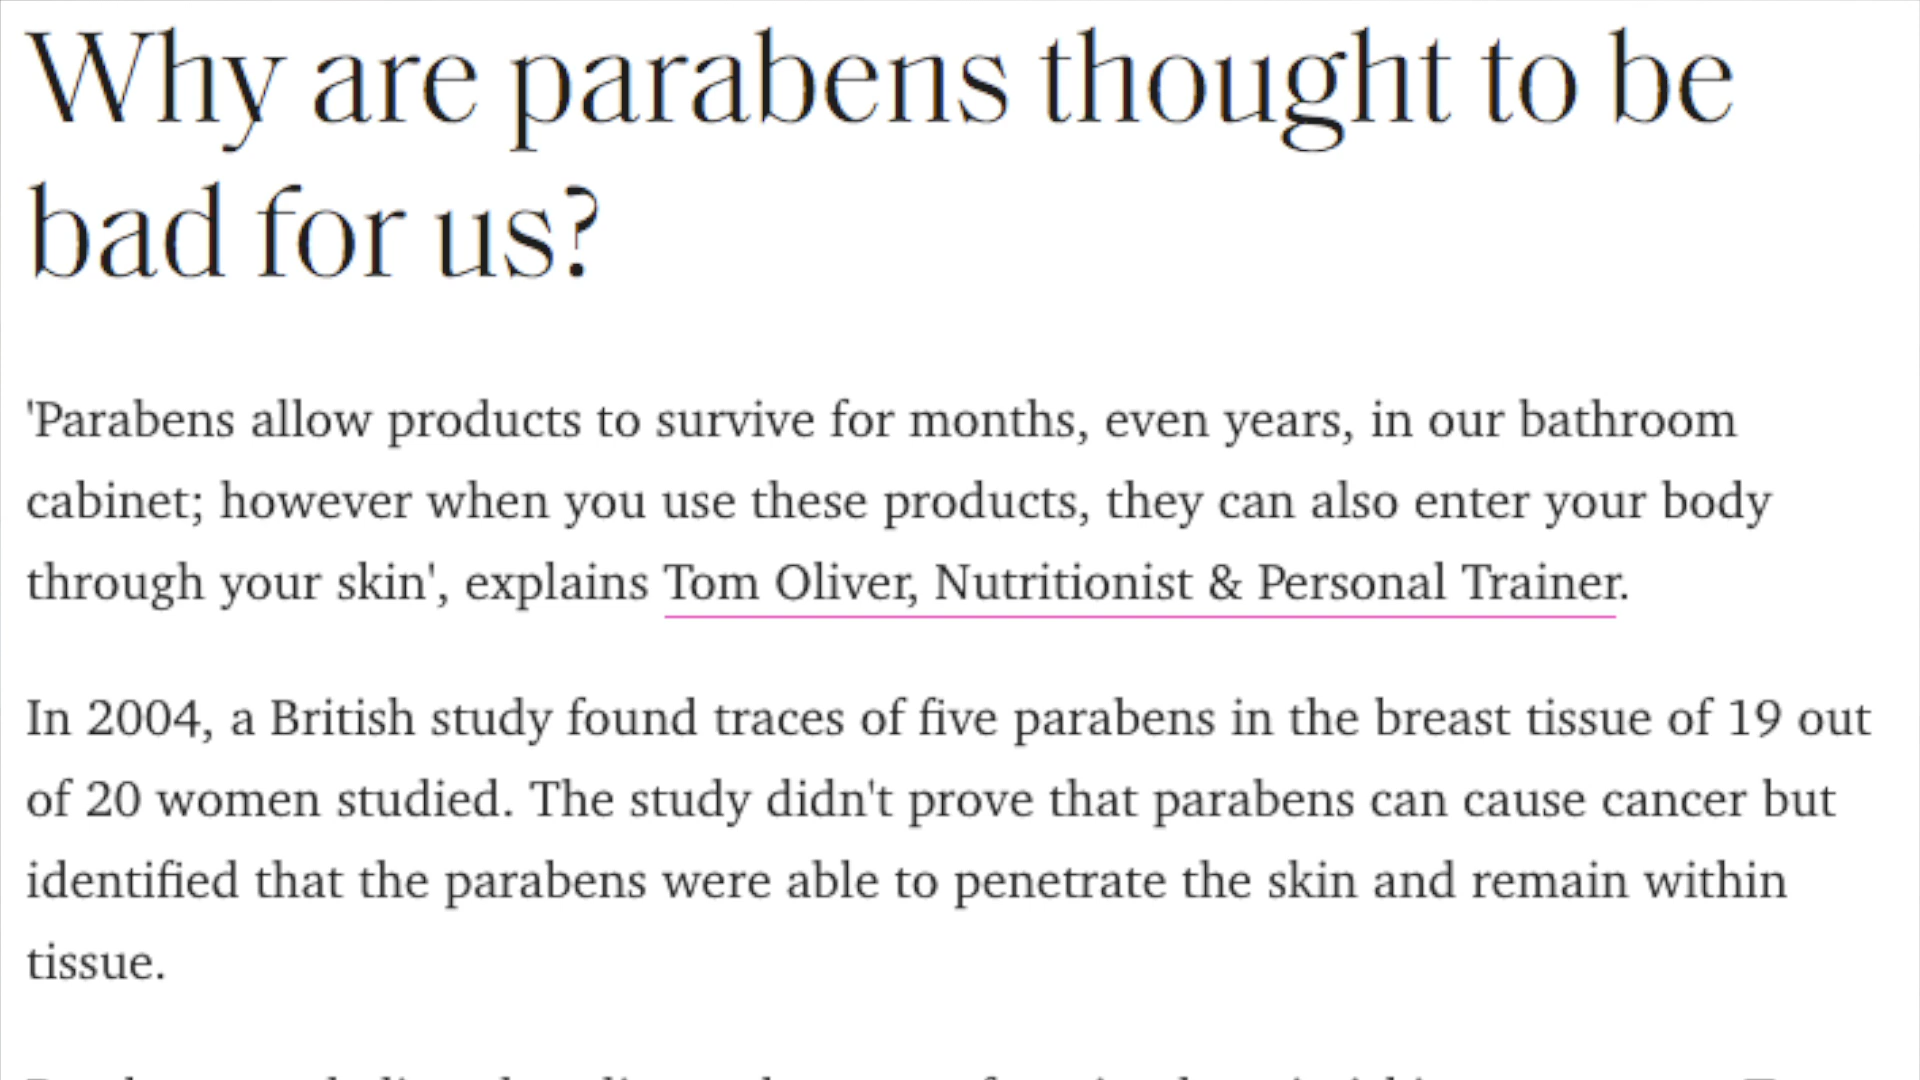 Why are parabens thought to be
bad for us?
'Parabens allow products to survive for months, even years, in our bathroom
cabinet; however when you use these products, they can also enter your body
through your skin', explains Tom Oliver, Nutritionist & Personal Trainer.
In 2004, a British study found traces of five parabens in the breast tissue of 19 out
of 20 women studied. The study didn't prove that parabens can cause cancer but
identified that the parabens were able to penetrate the skin and remain within
tissue.